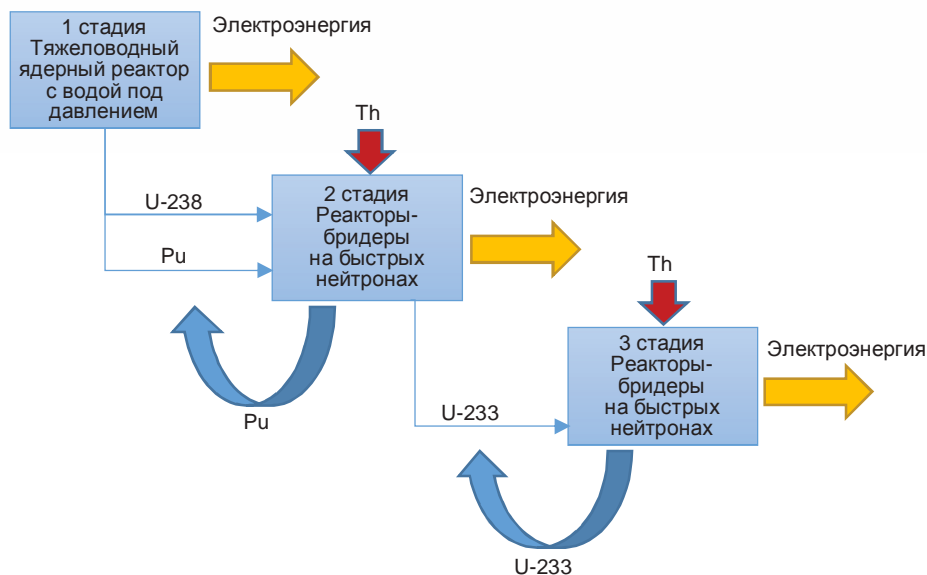 1 стадия
Тяжеловодный
ядерный реактор
с водой под
давлением
Электроэнергия
Th
U-238
Pu
2 стадия
Реакторы-
бридеры
на быстрых
нейтронах
Электроэнергия
Th
Pu
U-233
3 стадия
Реакторы-
бридеры
на быстрых
нейтронах
Электроэнергия
U-233